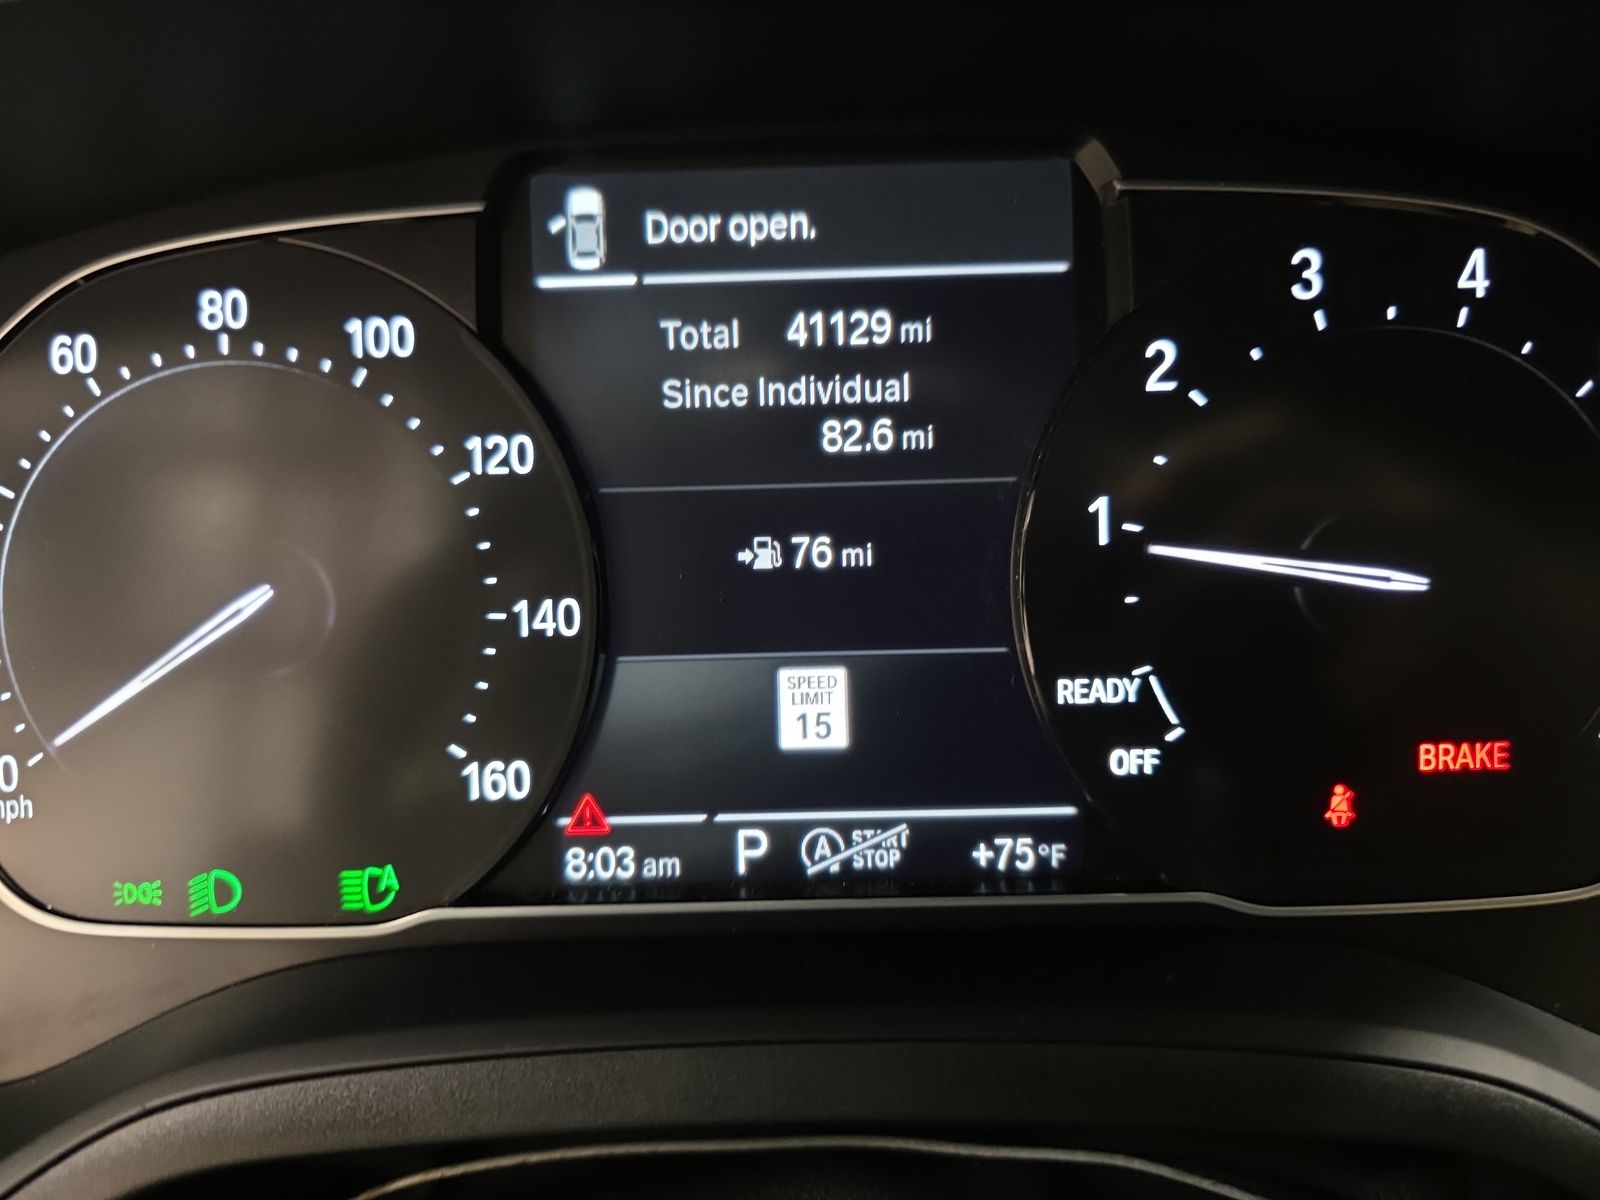 Door open.
Total 41129 mi
Since Individual
82.6 mi
76 mi
SPEED
LIMIT
15
8:03 am P A START
STOP +75°F
60 80 100 120 140 160
0
mph
1 2 3 4
READY
OFF
BRAKE
A